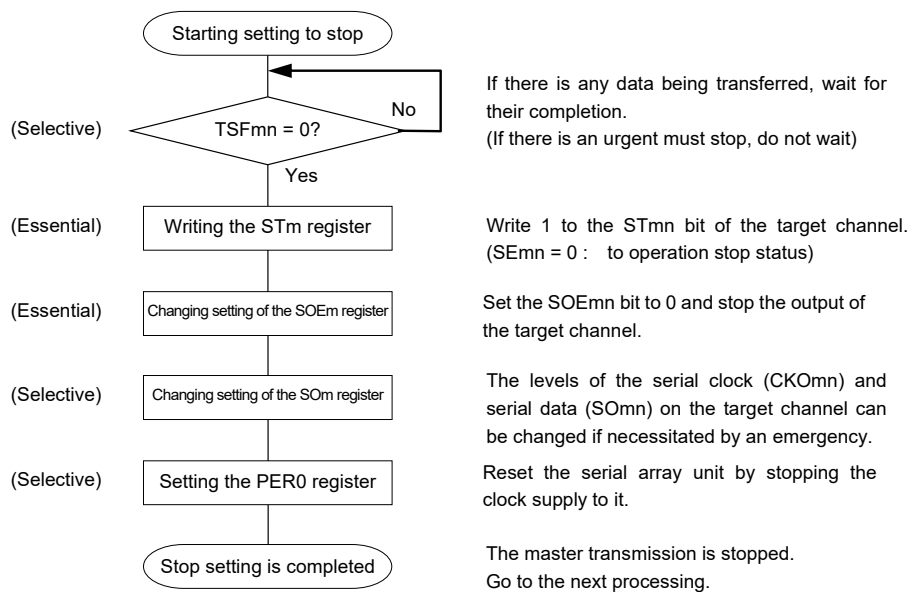 Starting setting to stop
No
If there is any data being transferred, wait for
their completion.
(If there is an urgent must stop, do not wait)
(Selective)
TSFmn = 0?
Yes
(Essential)
Writing the STm register
Write 1 to the STmn bit of the target channel.
(SEmn = 0 : to operation stop status)
(Essential)
Changing setting of the SOEm register
Set the SOEmn bit to 0 and stop the output of
the target channel.
(Selective)
Changing setting of the SOm register
The levels of the serial clock (CKOmn) and
serial data (SOmn) on the target channel can
be changed if necessitated by an emergency.
(Selective)
Setting the PER0 register
Reset the serial array unit by stopping the
clock supply to it.
Stop setting is completed
The master transmission is stopped.
Go to the next processing.